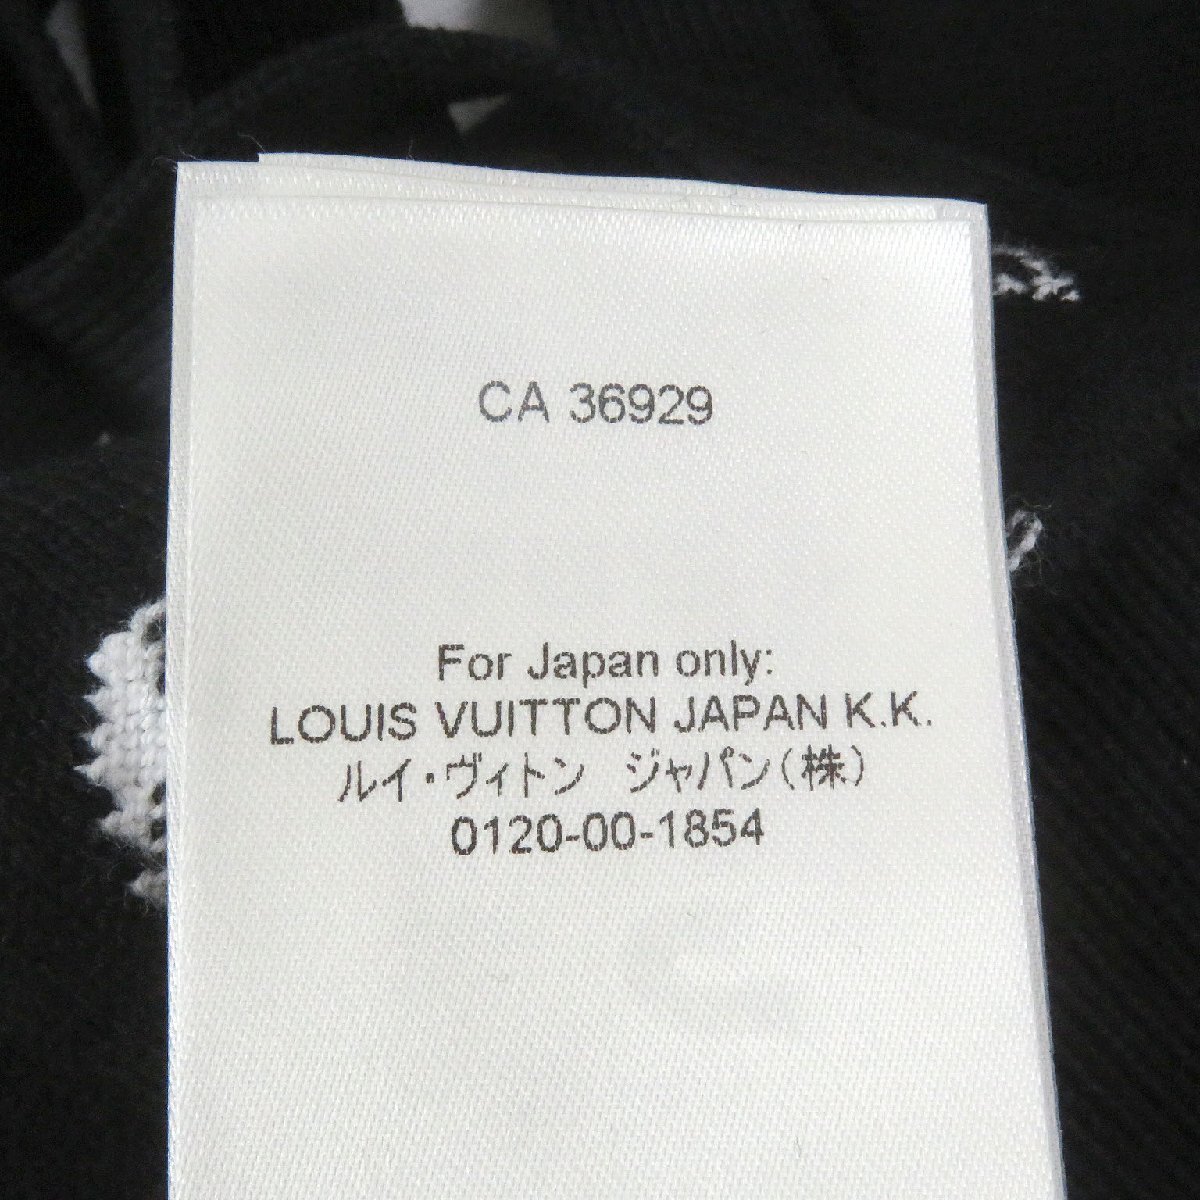 CA 36929
For Japan only:
LOUIS VUITTON JAPAN K.K.
ルイ・ヴィトン　ジャパン(株)
0120-00-1854